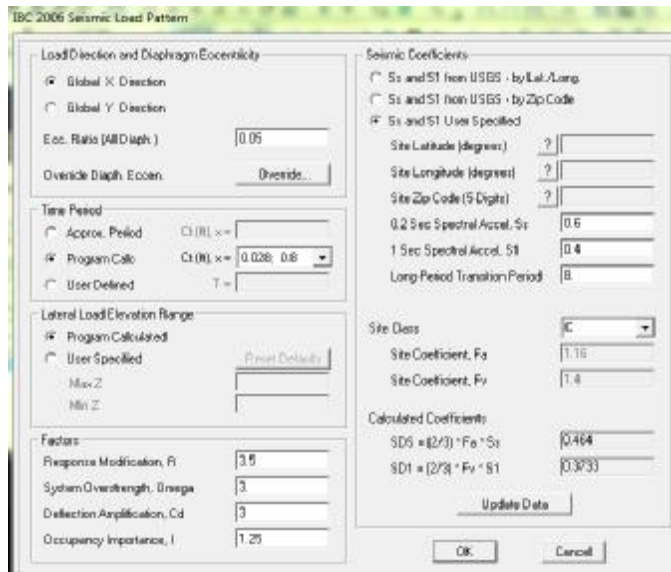 IBC 2006 Seismic Load Pattern
Load Direction and Diaphragm Eccentricity
Global X Direction
Global Y Direction
Ecc. Ratio (All Diaph.) 0.05
Override Diaph. Eccen. Override...
Time Period
Approx. Period Ct (ft), x =
Program Calc Ct (ft), x = 0.028; 0.8
User Defined T =
Lateral Load Elevation Range
Program Calculated
User Specified Reset Defaults
Max Z
Min Z
Factors
Response Modification, R 3.5
System Overstrength, Omega 3.
Deflection Amplification, Cd 3
Occupancy Importance, I 1.25
Seismic Coefficients
Ss and S1 from USGS - by Lat./Long.
Ss and S1 from USGS - by Zip Code
Ss and S1 User Specified
Site Latitude (degrees) ?
Site Longitude (degrees) ?
Site Zip Code (5-Digits) ?
0.2 Sec Spectral Accel, Ss 0.6
1 Sec Spectral Accel, S1 0.4
Long-Period Transition Period 8.
Site Class C
Site Coefficient, Fa 1.16
Site Coefficient, Fv 1.4
Calculated Coefficients
SDS = (2/3) * Fa * Ss 0.464
SD1 = (2/3) * Fv * S1 0.3733
Update Data
OK Cancel